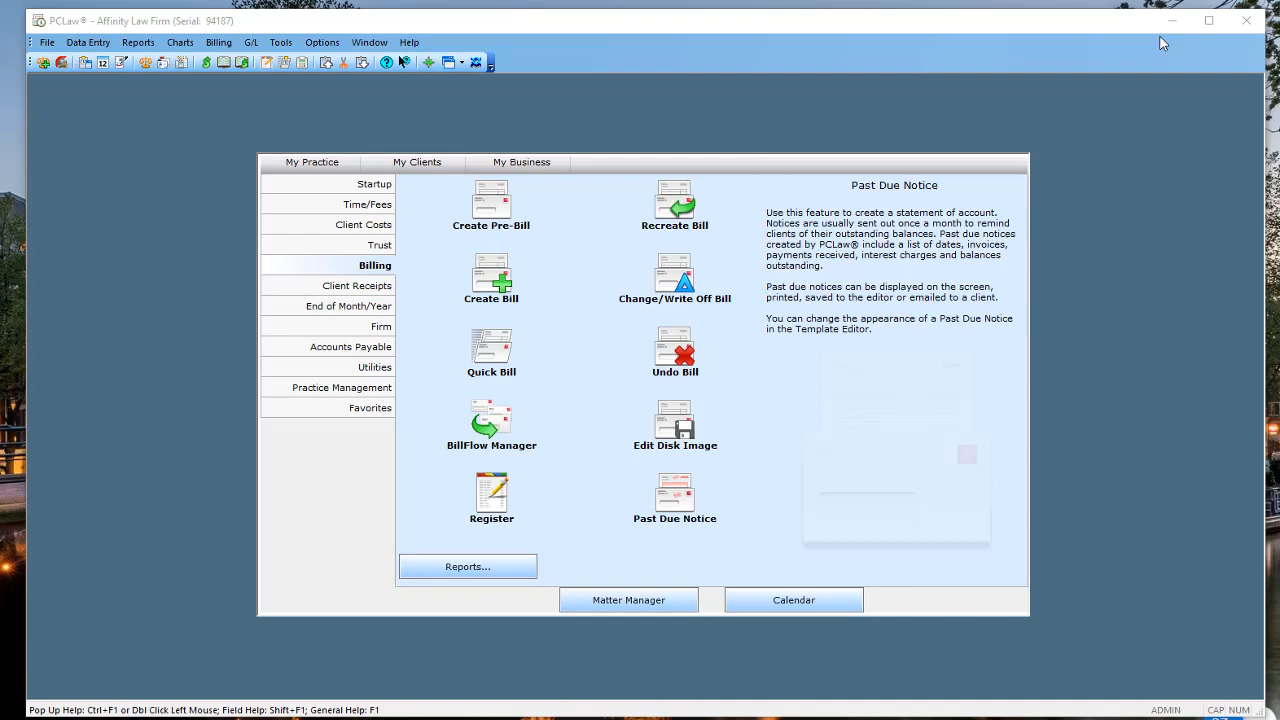 PCLaw® - Affinity Law Firm (Serial: 94187)
File Data Entry Reports Charts Billing G/L Tools Options Window Help
12
My Practice My Clients My Business
Startup
Time/Fees
Client Costs
Trust
Billing
Client Receipts
End of Month/Year
Firm
Accounts Payable
Utilities
Practice Management
Favorites
Create Pre-Bill
Recreate Bill
Create Bill
Change/Write Off Bill
Quick Bill
Undo Bill
BillFlow Manager
Edit Disk Image
Register
Past Due Notice
Reports...
Past Due Notice
Use this feature to create a statement of account.
Notices are usually sent out once a month to remind
clients of their outstanding balances. Past due notices
created by PCLaw® include a list of dates, invoices,
payments received, interest charges and balances
outstanding.
Past due notices can be displayed on the screen,
printed, saved to the editor or emailed to a client.
You can change the appearance of a Past Due Notice
in the Template Editor.
Matter Manager Calendar
Pop Up Help: Ctrl+F1 or Dbl Click Left Mouse; Field Help: Shift+F1; General Help: F1
ADMIN CAP NUM